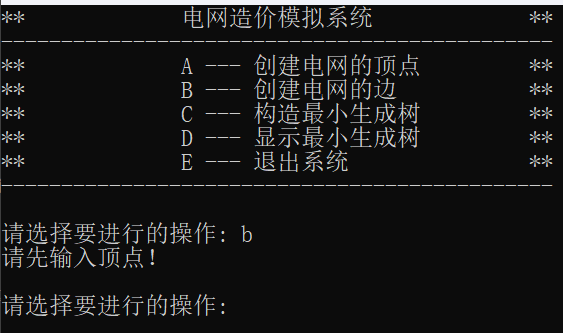 ** 电网造价模拟系统 **
----------------------------------------------
** A --- 创建电网的顶点 **
** B --- 创建电网的边 **
** C --- 构造最小生成树 **
** D --- 显示最小生成树 **
** E --- 退出系统 **
----------------------------------------------
请选择要进行的操作: b
请先输入顶点!
请选择要进行的操作: